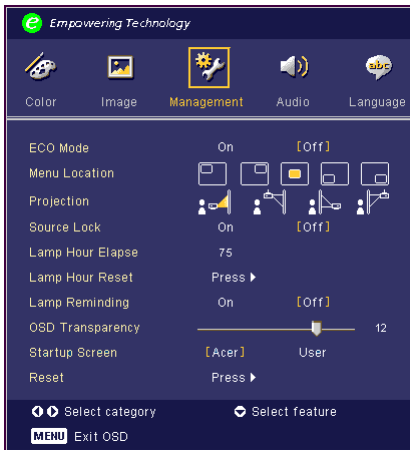 e Empowering Technology
Color Image Management Audio abc Language
ECO Mode On [Off]
Menu Location
Projection
Source Lock On [Off]
Lamp Hour Elapse 75
Lamp Hour Reset Press
Lamp Reminding On [Off]
OSD Transparency 12
Startup Screen [Acer] User
Reset Press
Select category Select feature
MENU Exit OSD